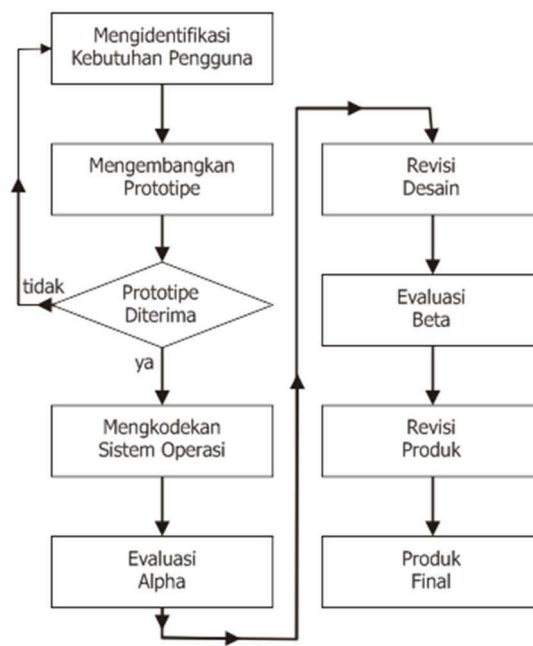 Mengidentifikasi
Kebutuhan Pengguna
Mengembangkan
Prototipe
tidak
Prototipe
Diterima
ya
Mengkodekan
Sistem Operasi
Evaluasi
Alpha
Revisi
Desain
Evaluasi
Beta
Revisi
Produk
Produk
Final